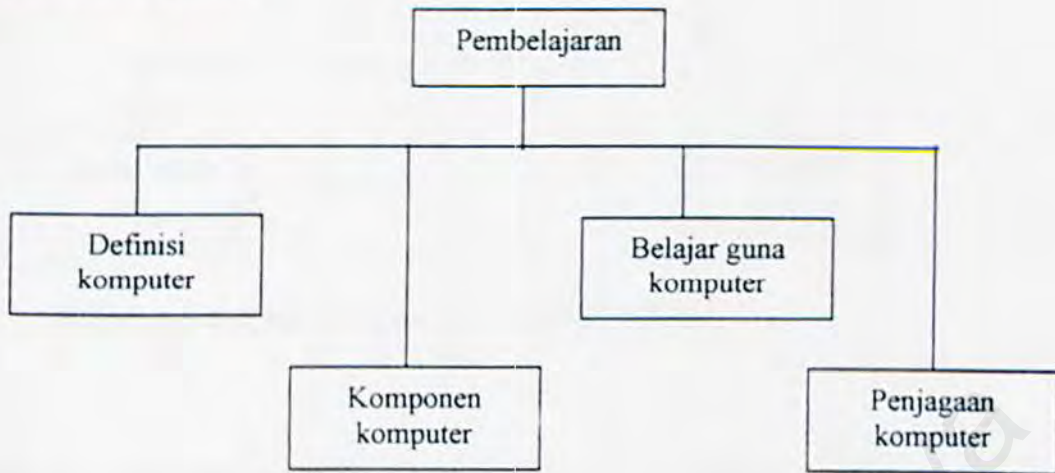 Pembelajaran
Definisi
komputer
Komponen
komputer
Belajar guna
komputer
Penjagaan
komputer